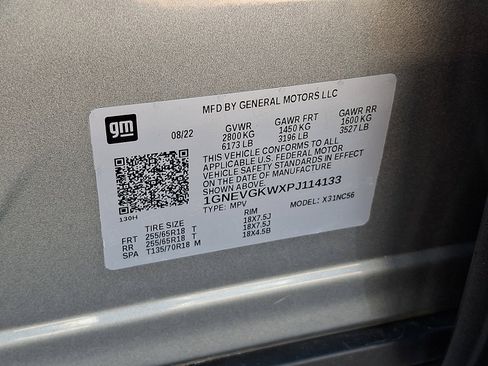 MFD BY GENERAL MOTORS LLC
gm
08/22
GVWR GAWR FRT GAWR RR
2800 KG 1450 KG 1600 KG
6173 LB 3196 LB 3527 LB
THIS VEHICLE CONFORMS TO ALL
APPLICABLE U.S. FEDERAL MOTOR
VEHICLE SAFETY STANDARDS IN EFFECT
ON THE DATE OF MANUFACTURE
SHOWN ABOVE.
1GNEVGKWXPJ114133
TYPE: MPV MODEL: X31NC56
130H
TIRE SIZE RIM
FRT 255/65R18 T 18X7.5J
RR 255/65R18 T 18X7.5J
SPA T135/70R18 M 18X4.5B